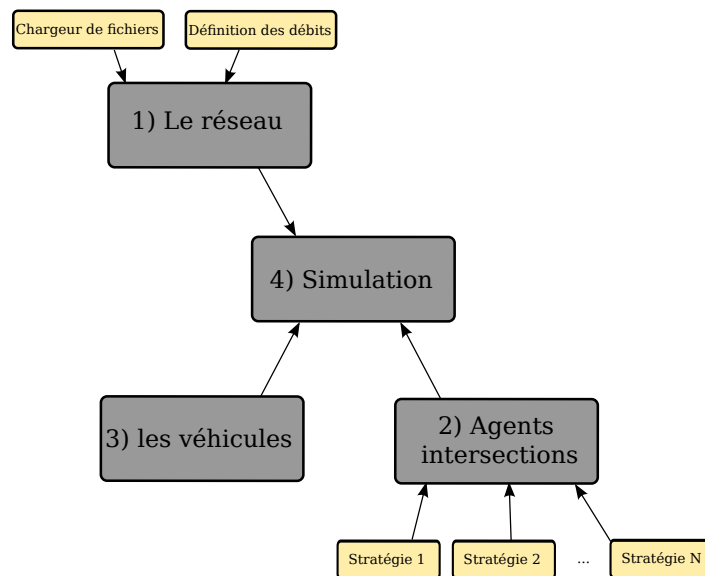 Chargeur de fichiers
Définition des débits
1) Le réseau
4) Simulation
3) les véhicules
2) Agents
intersections
Stratégie 1
Stratégie 2
...
Stratégie N